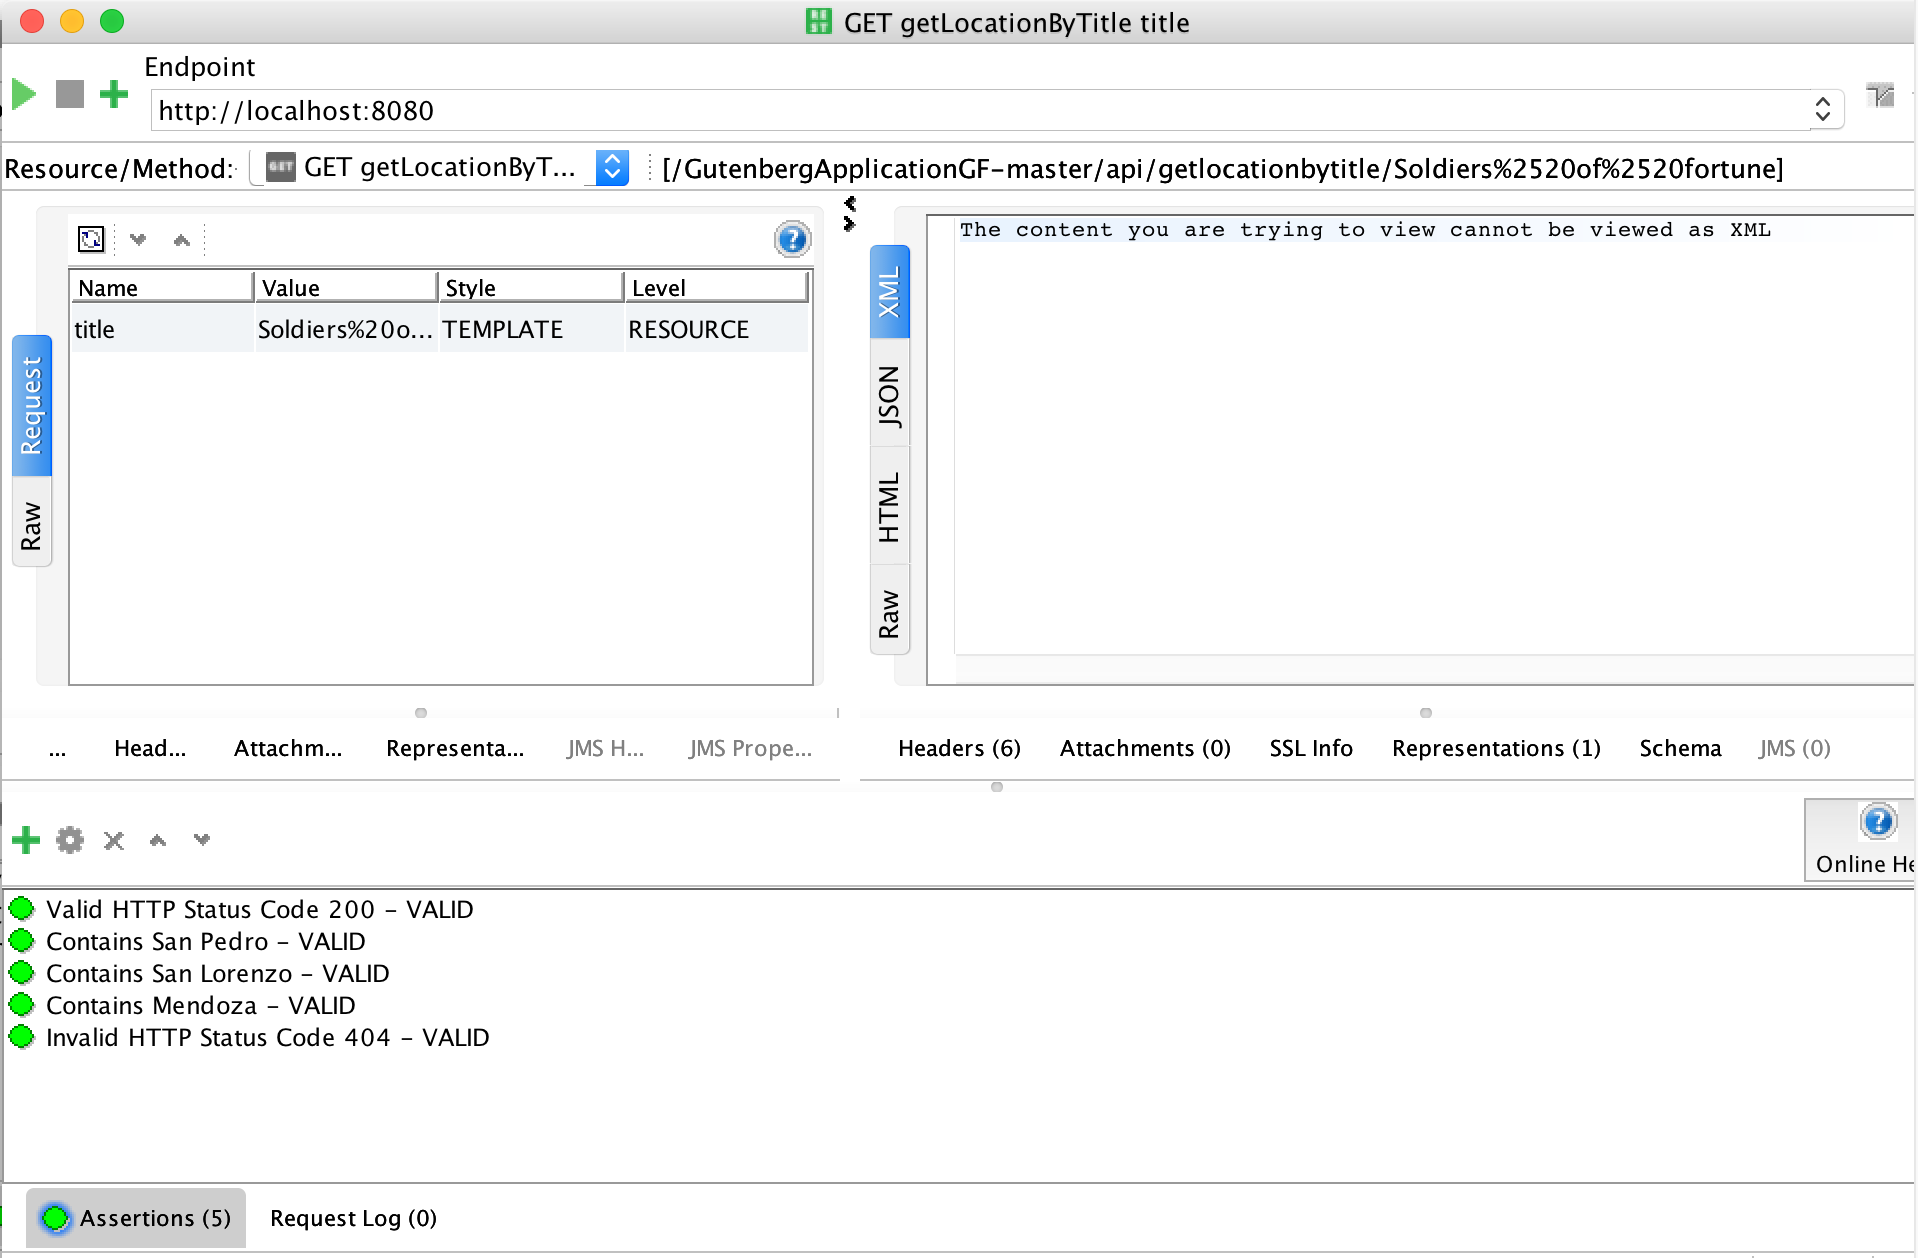 GET getLocationByTitle title
Endpoint
http://localhost:8080
Resource/Method:
GET getLocationByT...
[/GutenbergApplicationGF-master/api/getlocationbytitle/Soldiers%2520of%2520fortune]
Name Value Style Level
title Soldiers%20o... TEMPLATE RESOURCE
Request
Raw
XML
JSON
HTML
Raw
The content you are trying to view cannot be viewed as XML
... Head... Attachm... Representa... JMS H... JMS Prope...
Headers (6) Attachments (0) SSL Info Representations (1) Schema JMS (0)
Online He
Valid HTTP Status Code 200 - VALID
Contains San Pedro - VALID
Contains San Lorenzo - VALID
Contains Mendoza - VALID
Invalid HTTP Status Code 404 - VALID
Assertions (5) Request Log (0)